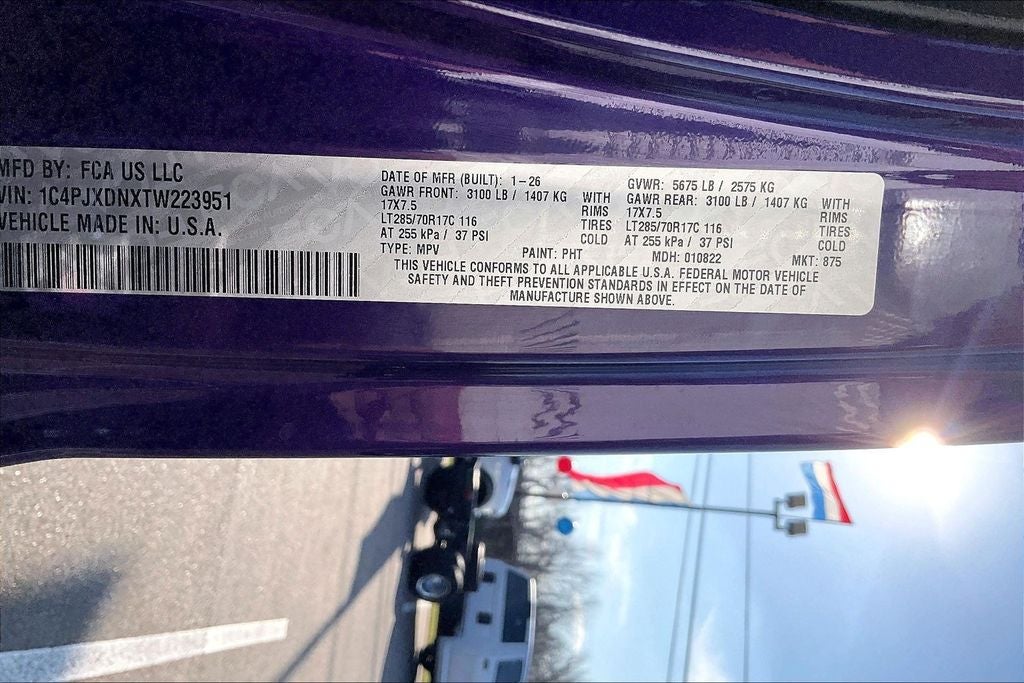 MFD BY: FCA US LLC
VIN: 1C4PJXDNXTW223951
VEHICLE MADE IN: U.S.A.
DATE OF MFR (BUILT): 1-26
GAWR FRONT: 3100 LB / 1407 KG WITH
17X7.5 RIMS
LT285/70R17C 116 TIRES
AT 255 kPa / 37 PSI COLD
TYPE: MPV
GVWR: 5675 LB / 2575 KG
GAWR REAR: 3100 LB / 1407 KG WITH
17X7.5 RIMS
LT285/70R17C 116 TIRES
AT 255 kPa / 37 PSI COLD
PAINT: PHT MDH: 010822 MKT: 875
THIS VEHICLE CONFORMS TO ALL APPLICABLE U.S.A. FEDERAL MOTOR VEHICLE
SAFETY AND THEFT PREVENTION STANDARDS IN EFFECT ON THE DATE OF
MANUFACTURE SHOWN ABOVE.